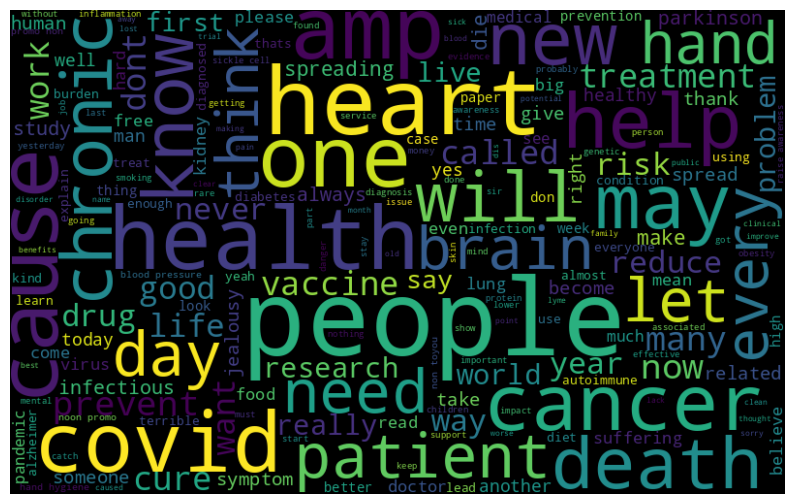 without inflammation
promo non
lost
found
sick
blood
evidence
trial
sickle cell
thats
human
first
please
medical
prevention
parkinson
die
amp
new
hand
well
dont
spreading
live
treatment
work
burden
job
last
free
hard
diagnosed
getting
awareness
probably
potential
big
healthy
thank
chronic
know
think
heart
paper
give
help
problem
study
man
kidney
making
service
case
time
see
genetic
person
yesterday
explain
treat
pain
one
called
risk
using
cause
smoking
money
yes
right
condition
public
spread
raise awareness
disorder
name
thing
rare
diabetes
always
diagnosis
issue
done
sir
don
will
may
every
clinical
improve
going
enough
never
part
month
even
infection
week
everyone
got
benefits
health
stay
old
skin
mind
family
brain
make
reduce
obesity
kind
blood pressure
vaccine
say
lung
almost
become
mean
learn
good
yeah
look
protein
lower
lyme
use
let
many
high
drug
life
jealousy
people
nothing
show
point
much
associated
come
today
day
important
effective
related
best
virus
research
non toyou
year
now
mental
infectious
food
need
world
autoimmune
lack
clean
pandemic
alzheimer
noon promo
prevent
want
must
really
read
take
way
children
impact
diet
suffering
thought
believe
terrible
start
support
worse
cancer
sorry
catch
covid
patient
someone
cure
symptom
keep
better
doctor
lead
another
death
hand hygiene
caused